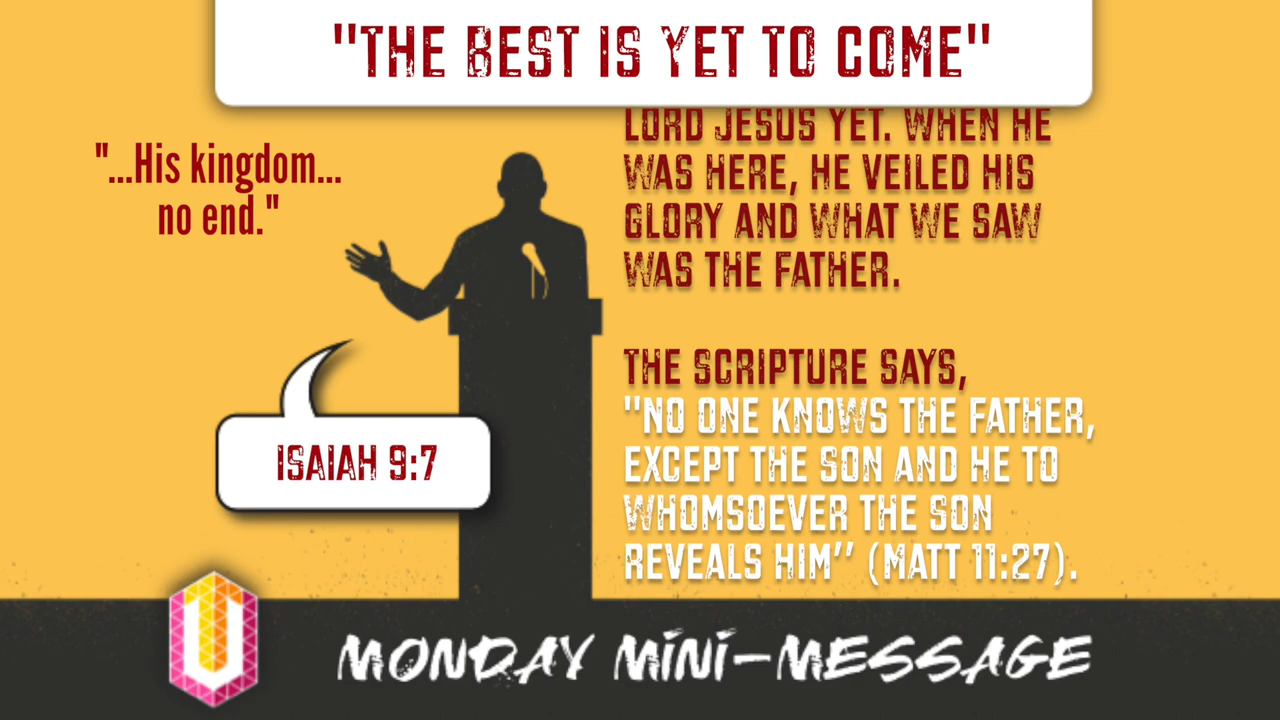 "THE BEST IS YET TO COME"
"...His kingdom...
no end."
ISAIAH 9:7
LORD JESUS YET. WHEN HE
WAS HERE, HE VEILED HIS
GLORY AND WHAT WE SAW
WAS THE FATHER.
THE SCRIPTURE SAYS,
"NO ONE KNOWS THE FATHER,
EXCEPT THE SON AND HE TO
WHOMSOEVER THE SON
REVEALS HIM’’ (MATT 11:27).
U
MONDAY MINI-MESSAGE